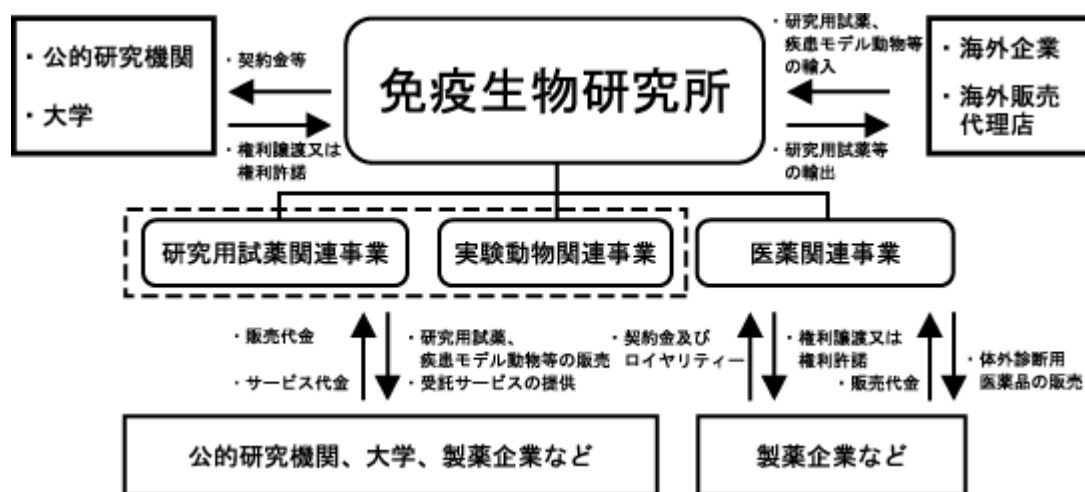 ・公的研究機関
・大学
・契約金等
・権利譲渡又は
権利許諾
免疫生物研究所
・研究用試薬、
疾患モデル動物等
の輸入
・研究用試薬等
の輸出
・海外企業
・海外販売
代理店
研究用試薬関連事業
実験動物関連事業
医薬関連事業
・販売代金
・サービス代金
・研究用試薬、
疾患モデル動物等の販売
・受託サービスの提供
・契約金及び
ロイヤリティー
・権利譲渡又は
権利許諾
・販売代金
・体外診断用
医薬品の販売
公的研究機関、大学、製薬企業など
製薬企業など